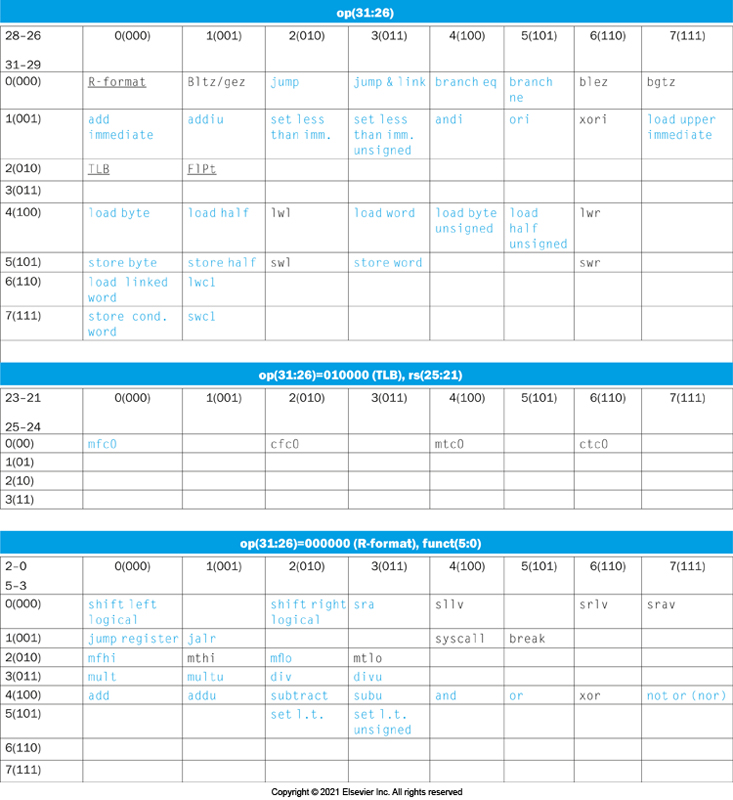 op(31:26)
28–26 0(000) 1(001) 2(010) 3(011) 4(100) 5(101) 6(110) 7(111)
31–29
0(000) R-format Bltz/gez jump jump & link branch eq branch ne blez bgtz
1(001) add immediate addiu set less than imm. set less than imm. unsigned andi ori xori load upper immediate
2(010) TLB FlPt
3(011)
4(100) load byte load half lwl load word load byte unsigned load half unsigned lwr
5(101) store byte store half swl store word swr
6(110) load linked word lwc1
7(111) store cond. word swc1
op(31:26)=010000 (TLB), rs(25:21)
23–21 0(000) 1(001) 2(010) 3(011) 4(100) 5(101) 6(110) 7(111)
25–24
0(00) mfc0 cfc0 mtc0 ctc0
1(01)
2(10)
3(11)
op(31:26)=000000 (R-format), funct(5:0)
2–0 0(000) 1(001) 2(010) 3(011) 4(100) 5(101) 6(110) 7(111)
5–3
0(000) shift left logical shift right logical sra sllv srlv srav
1(001) jump register jalr syscall break
2(010) mfhi mthi mflo mtlo
3(011) mult multu div divu
4(100) add addu subtract subu and or xor not or (nor)
5(101) set l.t. set l.t. unsigned
6(110)
7(111)
Copyright © 2021 Elsevier Inc. All rights reserved